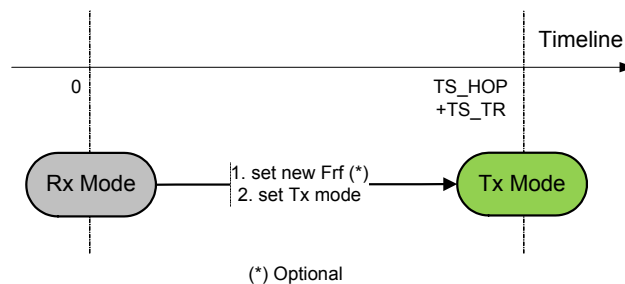 Timeline
0
TS_HOP
+TS_TR
Rx Mode
1. set new Frf (*)
2. set Tx mode
Tx Mode
(*) Optional